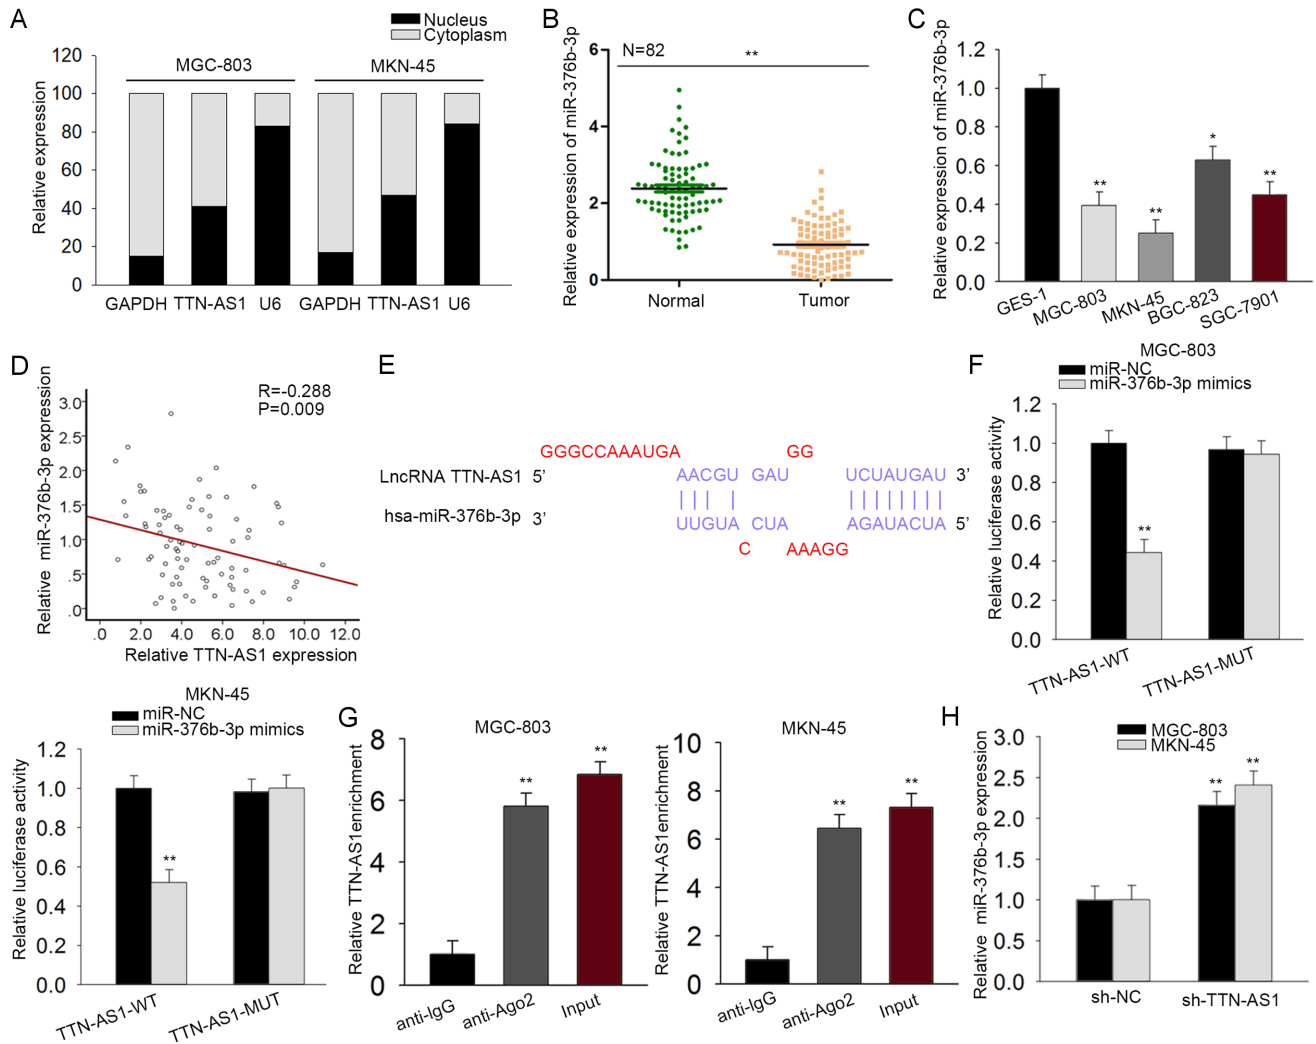 A
Nucleus
Cytoplasm
Relative expression
120
100
80
60
40
20
0
MGC-803
MKN-45
GAPDH TTN-AS1 U6 GAPDH TTN-AS1 U6
B
Relative expression of miR-376b-3p
N=82
**
6
4
2
0
Normal
Tumor
C
Relative expression of miR-376b-3p
1.2
1.0
0.8
0.6
0.4
0.2
0.0
**
**
*
**
GES-1
MGC-803
MKN-45
BGC-823
SGC-7901
D
Relative miR-376b-3p expression
R=-0.288
P=0.009
3.0
2.5
2.0
1.5
1.0
.5
.0
.0 2.0 4.0 6.0 8.0 10.0 12.0
Relative TTN-AS1 expression
E
GGGCCAAAUGA GG
LncRNA TTN-AS1 5’ AACGU GAU UCUAUGAU 3’
hsa-miR-376b-3p 3’ UUGUA CUA AGAUACUA 5’
C AAAGG
F
MGC-803
miR-NC
miR-376b-3p mimics
Relative luciferase activity
1.2
1.0
0.8
0.6
0.4
0.2
0.0
**
TTN-AS1-WT
TTN-AS1-MUT
MKN-45
miR-NC
miR-376b-3p mimics
Relative luciferase activity
1.2
1.0
0.8
0.6
0.4
0.2
0.0
**
TTN-AS1-WT
TTN-AS1-MUT
G
MGC-803
Relative TTN-AS1enrichment
8
6
4
2
0
**
**
anti-IgG
anti-Ago2
Input
MKN-45
Relative TTN-AS1enrichment
10
8
6
4
2
0
**
**
anti-IgG
anti-Ago2
Input
H
MGC-803
MKN-45
Relative miR-376b-3p expression
3.0
2.5
2.0
1.5
1.0
0.5
0.0
**
**
sh-NC
sh-TTN-AS1